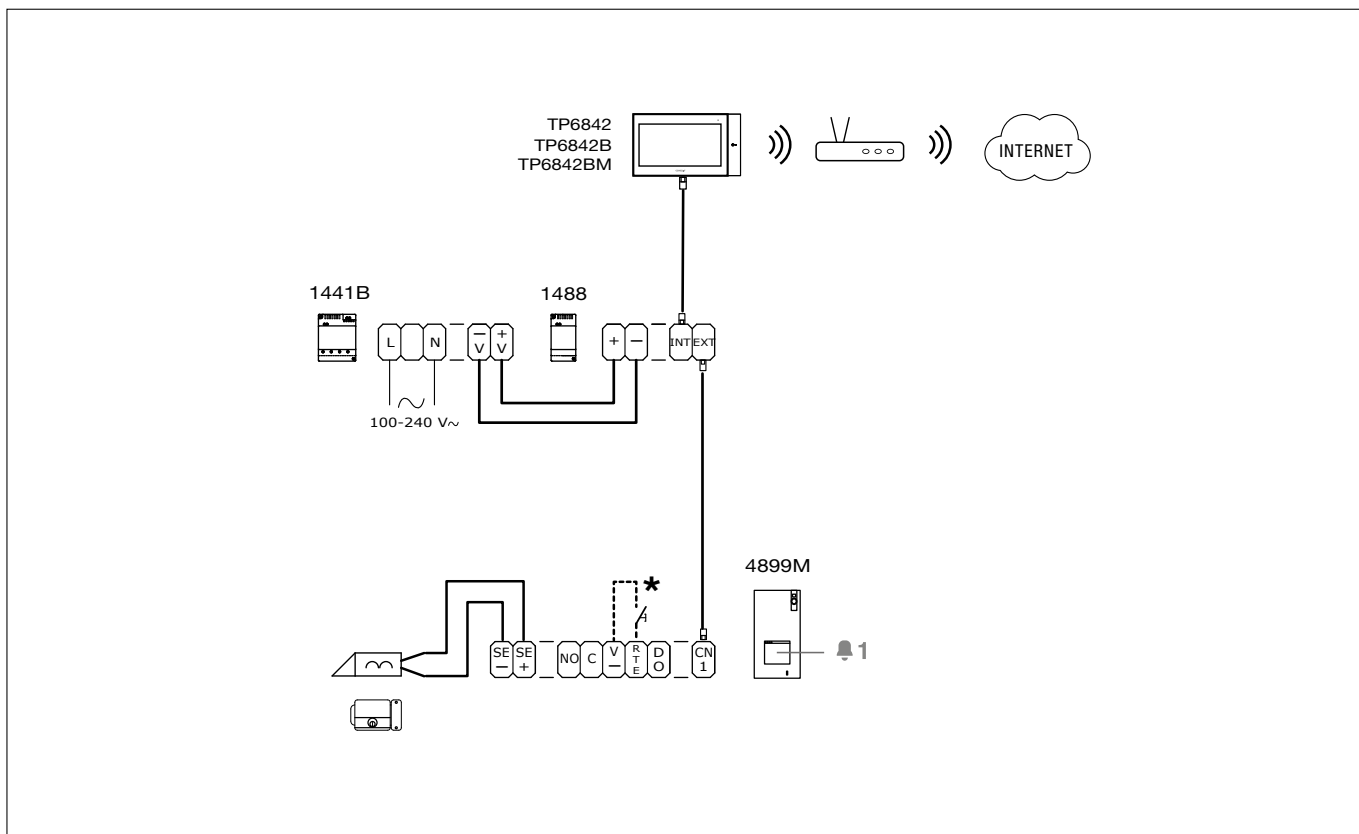 TP6842
TP6842B
TP6842BM
INTERNET
1441B
1488
L N
− V + V
+ −
INT EXT
100-240 V~
4899M
*
SE − SE +
NO C V − RTE DO
CN 1
1